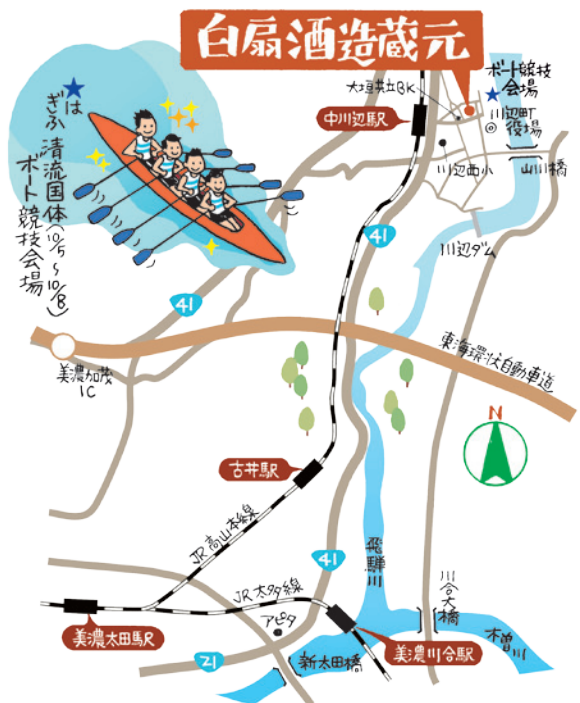 白扇酒造蔵元
大垣共立BK
ボート競技
会場
中川辺駅
川辺町
役場
川辺西小
山川橋
★は
ぎふ清流国体(10/5~10/8)
ボート競技会場
川辺ダム
41
41
東海環状自動車道
美濃加茂
IC
N
古井駅
JR高山本線
41
飛騨川
JR太多線
川合大橋
アピタ
美濃太田駅
木曽川
美濃川合駅
新太田橋
21